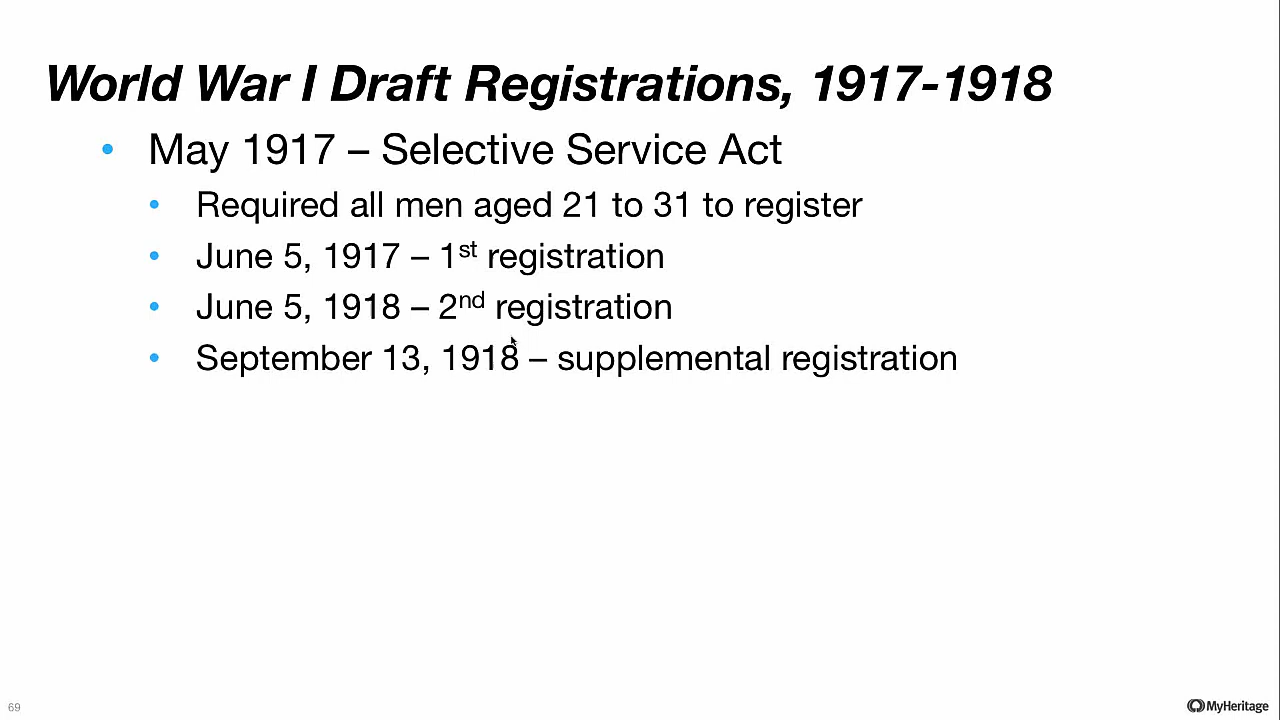 World War I Draft Registrations, 1917-1918
• May 1917 – Selective Service Act
• Required all men aged 21 to 31 to register
• June 5, 1917 – 1st registration
• June 5, 1918 – 2nd registration
• September 13, 1918 – supplemental registration
69
MyHeritage